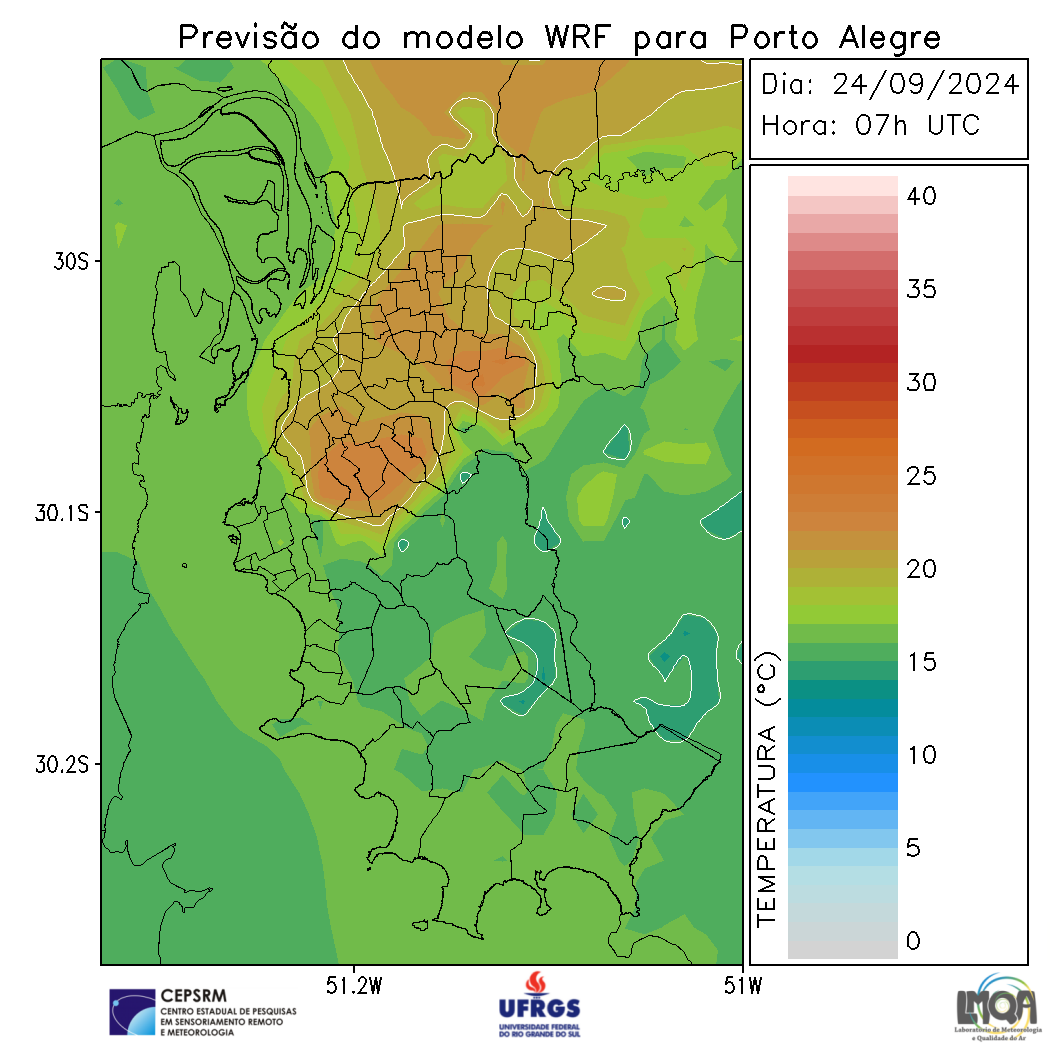 Previsão do modelo WRF para Porto Alegre
Dia: 24/09/2024
Hora: 07h UTC
30S
30.1S
30.2S
51.2W
51W
TEMPERATURA (°C)
40
35
30
25
20
15
10
5
0
CEPSRM
CENTRO ESTADUAL DE PESQUISAS
EM SENSORIAMENTO REMOTO
E METEOROLOGIA
UFRGS
UNIVERSIDADE FEDERAL
DO RIO GRANDE DO SUL
LMQA
Laboratório de Meteorologia
e Qualidade do Ar